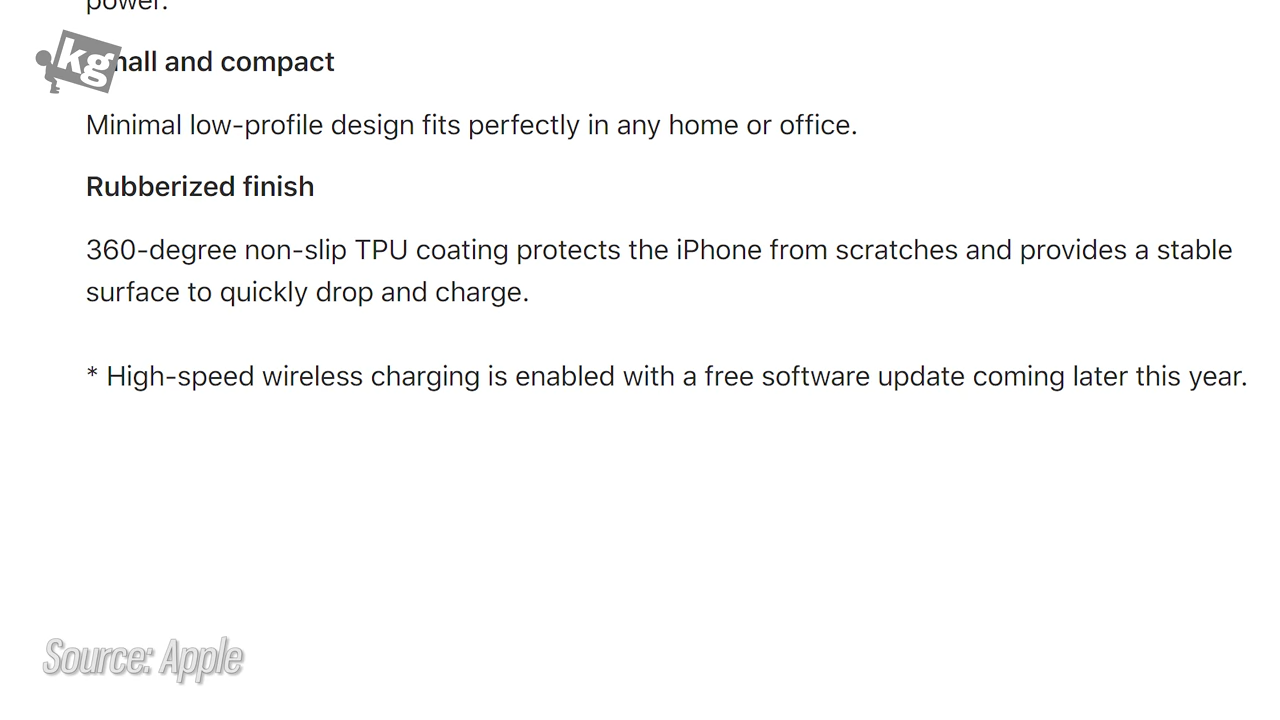 power.
kg
mall and compact
Minimal low-profile design fits perfectly in any home or office.
Rubberized finish
360-degree non-slip TPU coating protects the iPhone from scratches and provides a stable
surface to quickly drop and charge.
* High-speed wireless charging is enabled with a free software update coming later this year.
Source: Apple